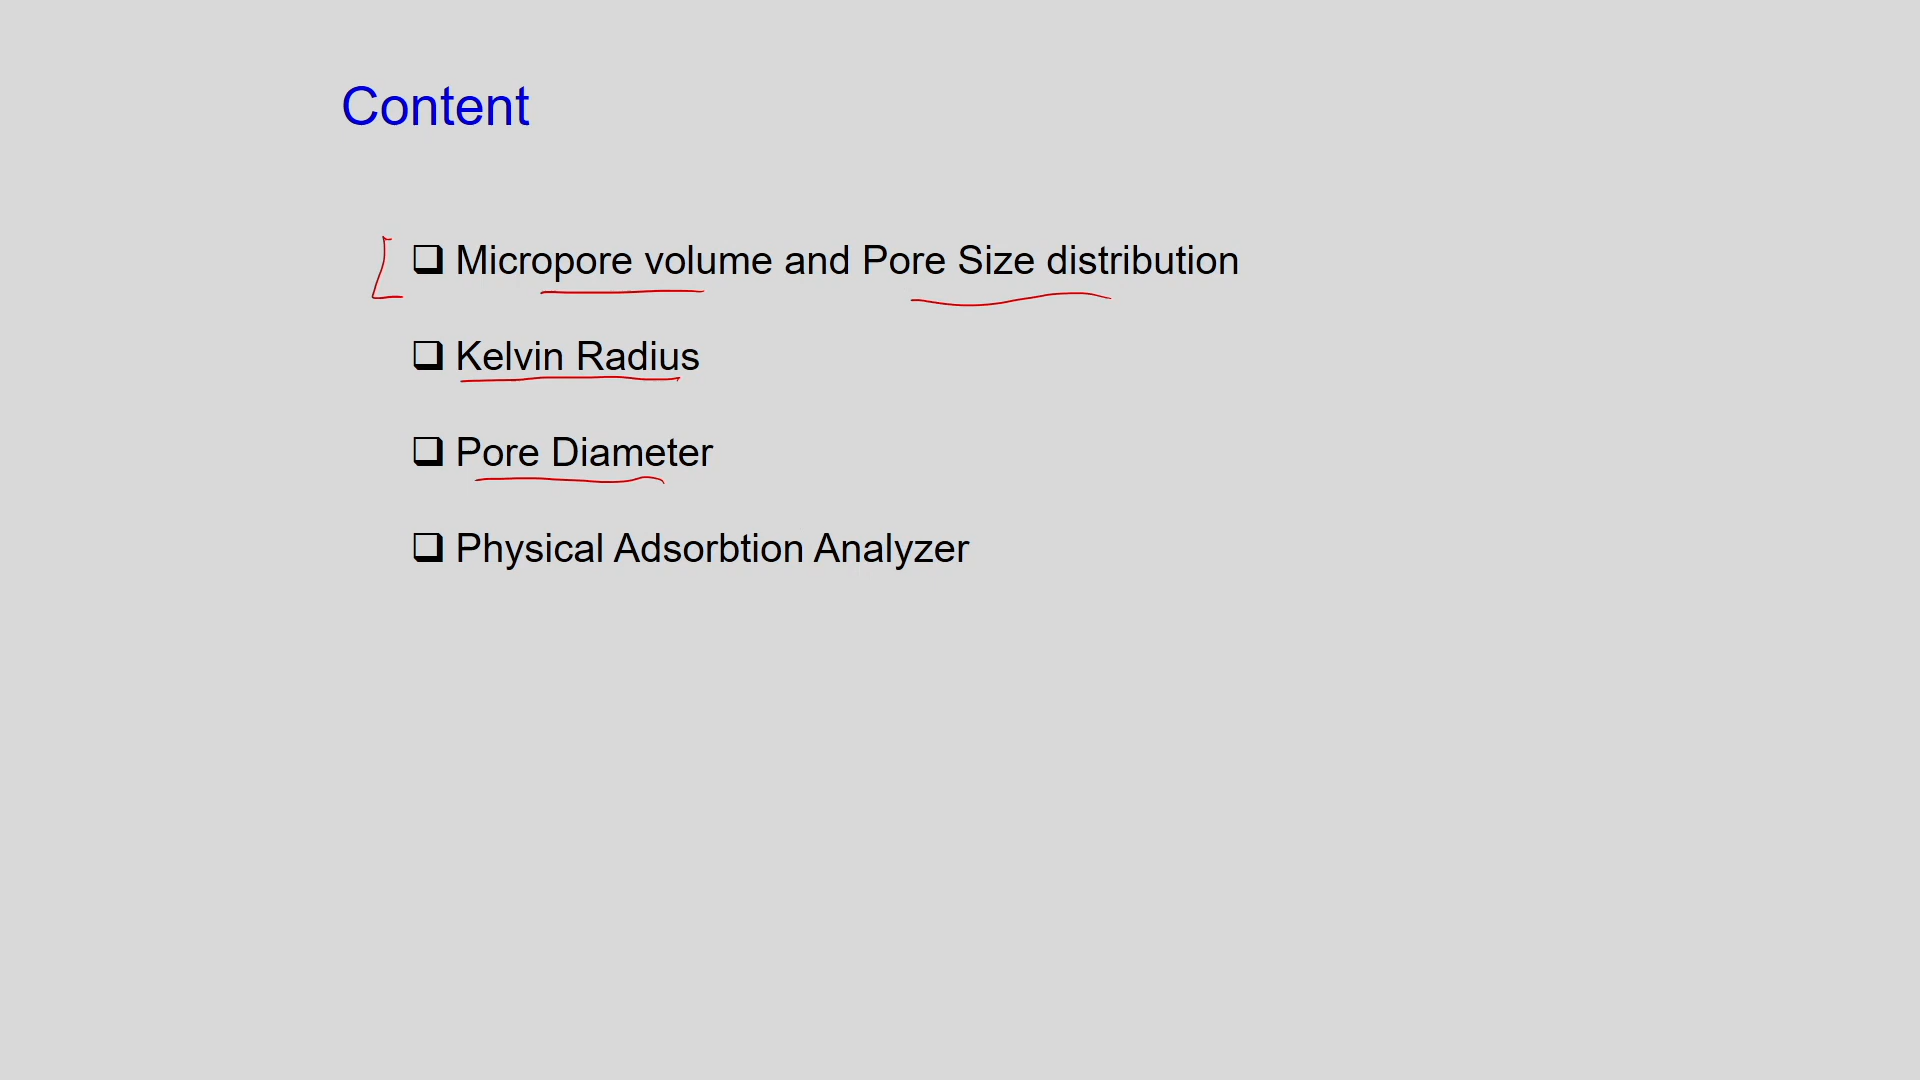 Content
❑ Micropore volume and Pore Size distribution
❑ Kelvin Radius
❑ Pore Diameter
❑ Physical Adsorbtion Analyzer